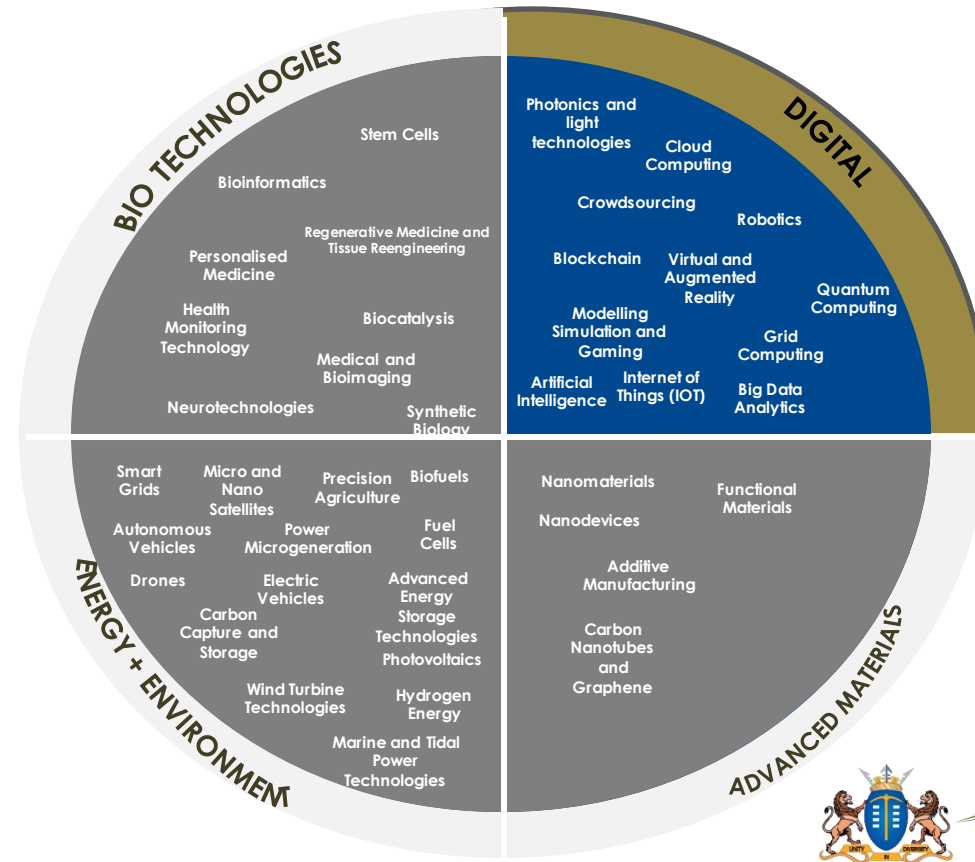 BIO TECHNOLOGIES
Stem Cells
Bioinformatics
Regenerative Medicine and
Tissue Reengineering
Personalised
Medicine
Health
Monitoring
Technology
Biocatalysis
Medical and
Bioimaging
Neurotechnologies
Synthetic
Biology
DIGITAL
Photonics and
light
technologies
Cloud
Computing
Crowdsourcing
Robotics
Blockchain
Virtual and
Augmented
Reality
Quantum
Computing
Modelling
Simulation and
Gaming
Grid
Computing
Artificial
Intelligence
Internet of
Things (IOT)
Big Data
Analytics
ENERGY + ENVIRONMENT
Smart
Grids
Micro and
Nano
Satellites
Precision
Agriculture
Biofuels
Autonomous
Vehicles
Power
Microgeneration
Fuel
Cells
Drones
Electric
Vehicles
Advanced
Energy
Storage
Technologies
Carbon
Capture and
Storage
Photovoltaics
Wind Turbine
Technologies
Hydrogen
Energy
Marine and Tidal
Power
Technologies
ADVANCED MATERIALS
Nanomaterials
Functional
Materials
Nanodevices
Additive
Manufacturing
Carbon
Nanotubes
and
Graphene
UNITY
IN
DIVERSITY